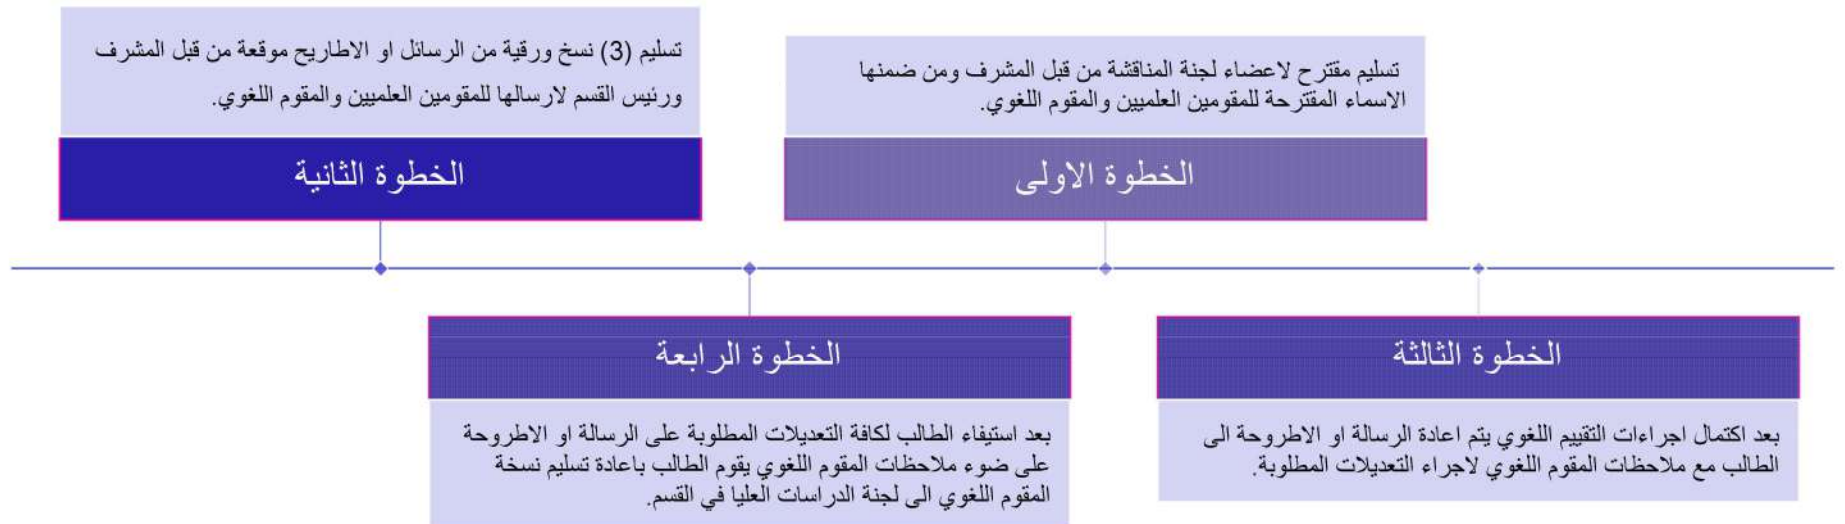 تسليم مقترح لاعضاء لجنة المناقشة من قبل المشرف ومن ضمنها
الاسماء المقترحة للمقومين العلميين والمقوم اللغوي.
الخطوة الاولى
تسليم (3) نسخ ورقية من الرسائل او الاطاريح موقعة من قبل المشرف
ورئيس القسم لارسالها للمقومين العلميين والمقوم اللغوي.
الخطوة الثانية
الخطوة الثالثة
بعد اكتمال اجراءات التقييم اللغوي يتم اعادة الرسالة او الاطروحة الى
الطالب مع ملاحظات المقوم اللغوي لاجراء التعديلات المطلوبة.
الخطوة الرابعة
بعد استيفاء الطالب لكافة التعديلات المطلوبة على الرسالة او الاطروحة
على ضوء ملاحظات المقوم اللغوي يقوم الطالب باعادة تسليم نسخة
المقوم اللغوي الى لجنة الدراسات العليا في القسم.